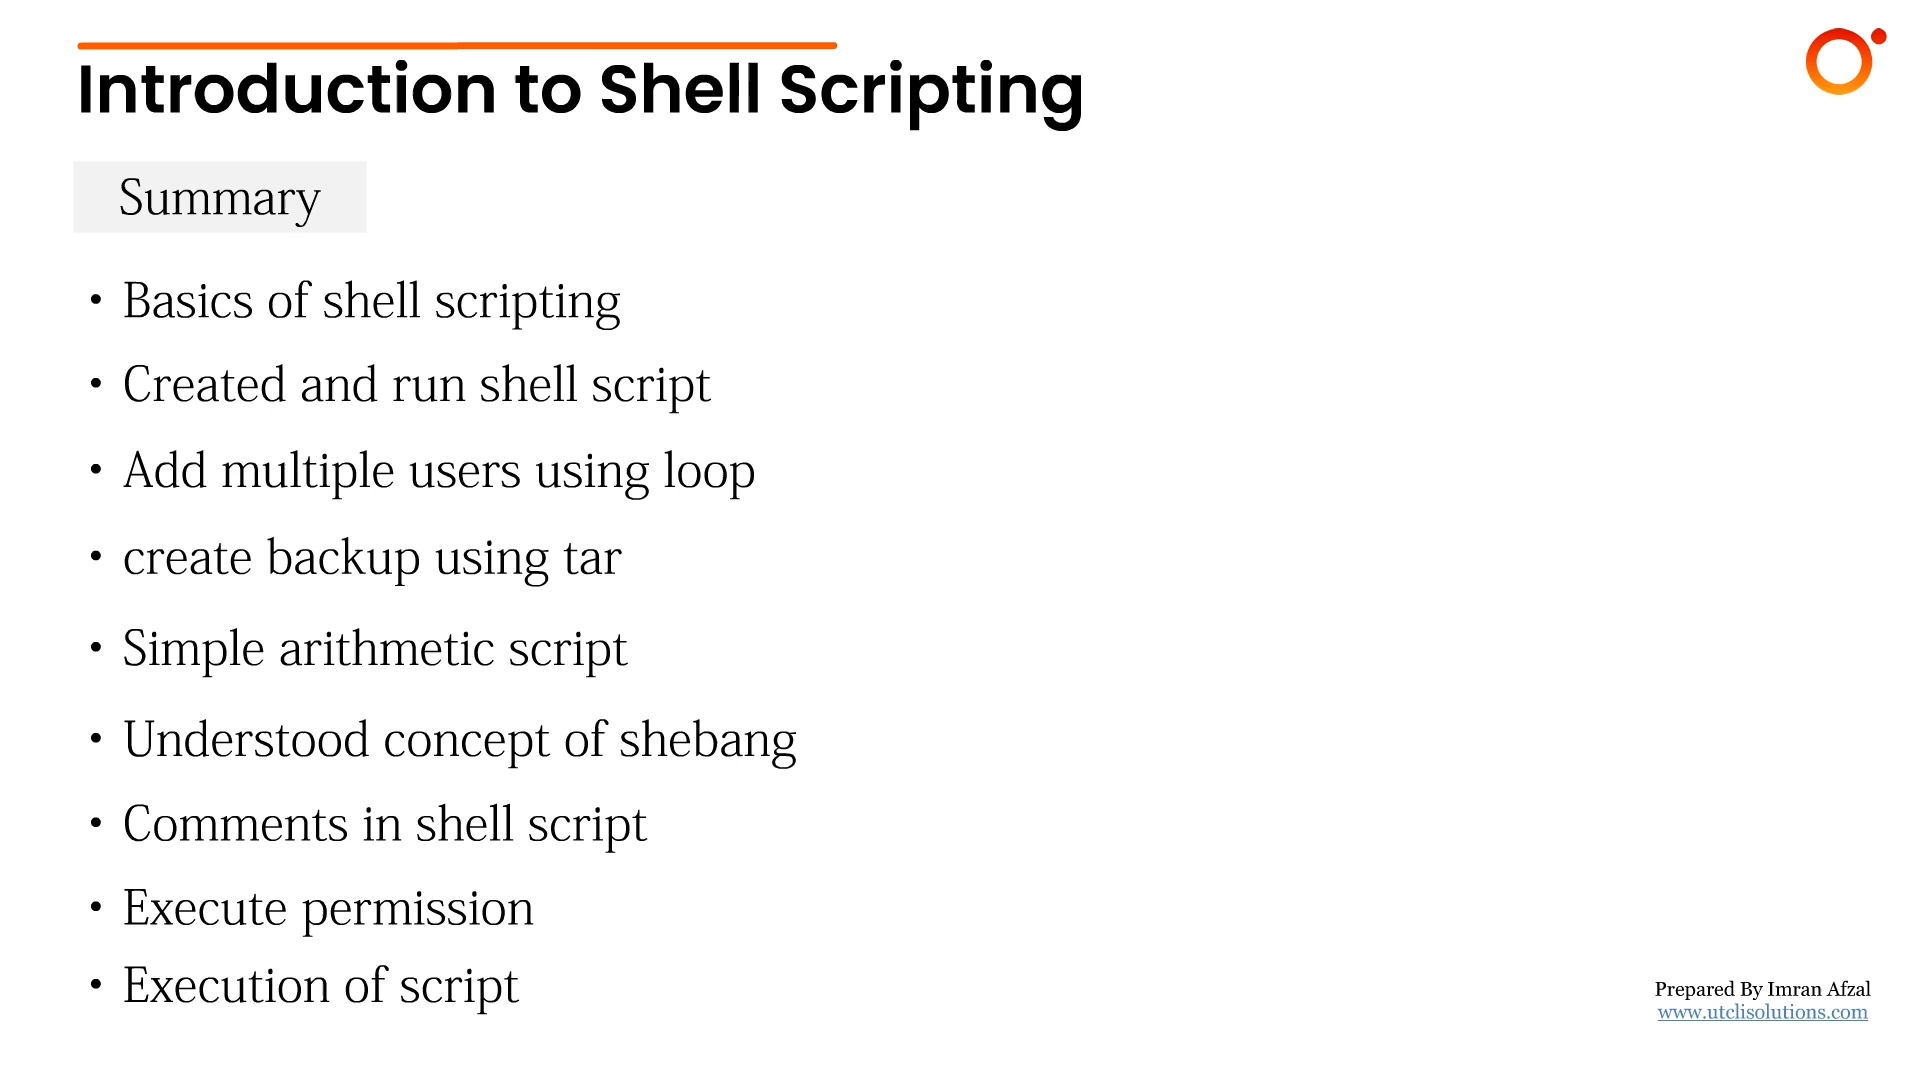 Introduction to Shell Scripting
Summary
• Basics of shell scripting
• Created and run shell script
• Add multiple users using loop
• create backup using tar
• Simple arithmetic script
• Understood concept of shebang
• Comments in shell script
• Execute permission
• Execution of script
Prepared By Imran Afzal
www.utclisolutions.com